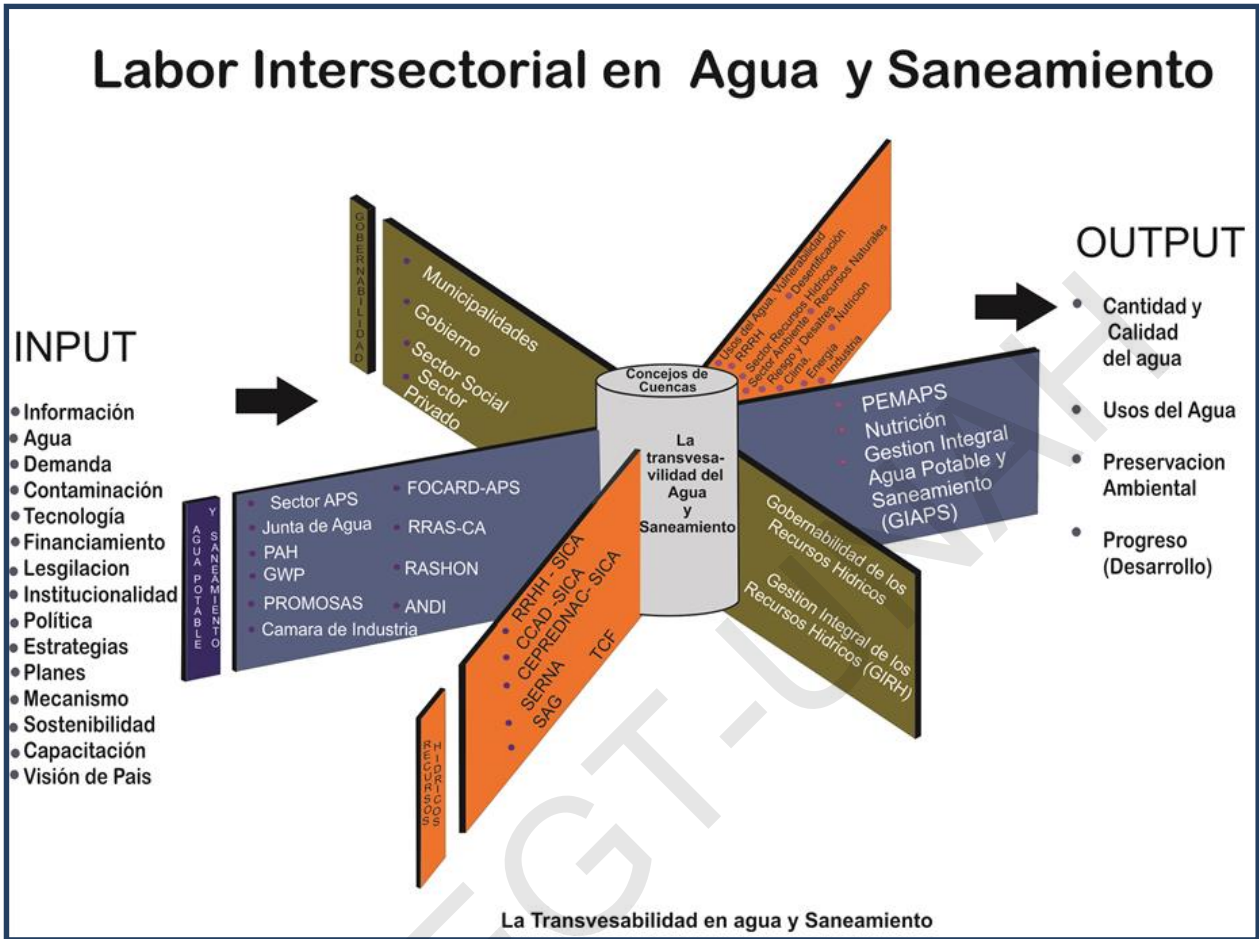 Labor Intersectorial en Agua y Saneamiento
INPUT
Información
Agua
Demanda
Contaminación
Tecnología
Financiamiento
Lesgilacion
Institucionalidad
Política
Estrategias
Planes
Mecanismo
Sostenibilidad
Capacitación
Visión de Pais
GOBERNABILIDAD
Municipalidades
Gobierno
Sector Social
Sector
Privado
AGUA POTABLE
Y SANEAMIENTO
Sector APS
Junta de Agua
PAH
GWP
PROMOSAS
Camara de Industria
FOCARD-APS
RRAS-CA
RASHON
ANDI
RECURSOS
HIDRICOS
RRHH - SICA
CCAD -SICA
CEPREDNAC- SICA
SERNA
TCF
SAG
Concejos de
Cuencas
La
transvesa-
vilidad del
Agua
y
Saneamiento
Usos del Agua, Vulnerabilidad
RRRH
Desertificación
Sector Recursos Hidricos
Sector Ambiente
Recursos Naturales
Riesgo y Desatres
Clima,
Nutricion
Energia
Industria
PEMAPS
Nutrición
Gestion Integral
Agua Potable y
Saneamiento
(GIAPS)
Gobernabilidad de los
Recursos Hidricos
Gestion Integral de los
Recursos Hidricos (GIRH)
OUTPUT
Cantidad y
Calidad
del agua
Usos del Agua
Preservacion
Ambiental
Progreso
(Desarrollo)
La Transvesabilidad en agua y Saneamiento